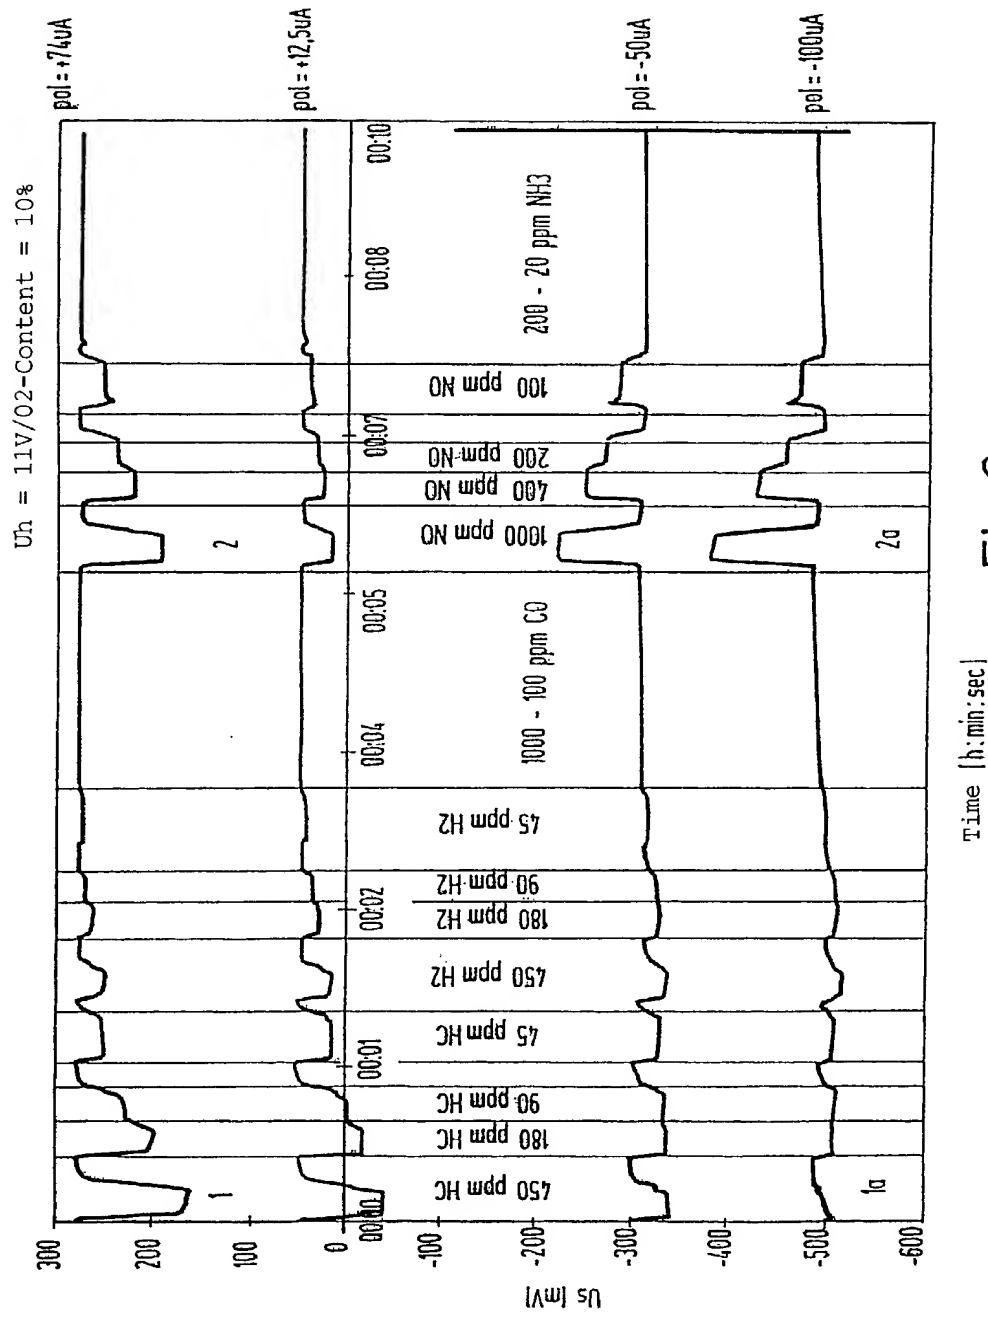 Uh = 11V/O2-Content = 10%
pol=+74uA
pol=+12,5uA
pol=-50uA
pol=-100uA
Us [mV]
300
200
100
0
-100
-200
-300
-400
-500
-600
00:00
00:01
00:02
00:04
00:05
00:07
00:08
00:10
450 ppm HC
180 ppm HC
90 ppm HC
45 ppm HC
450 ppm H2
180 ppm H2
90 ppm H2
45 ppm H2
1000 - 100 ppm CO
1000 ppm NO
400 ppm NO
200 ppm NO
100 ppm NO
200 - 20 ppm NH3
1
2
1a
2a
Time [h:min:sec]